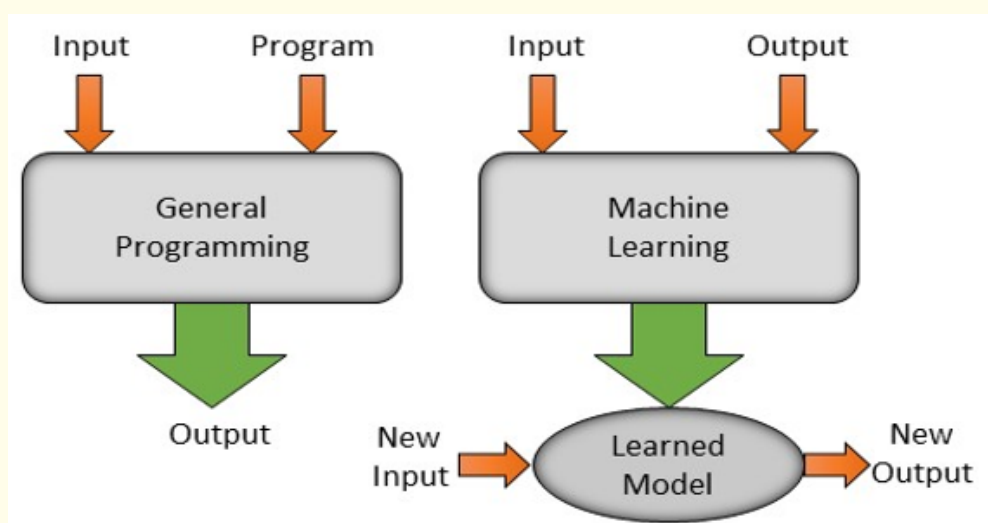 Input
Program
Input
Output
General
Programming
Machine
Learning
Output
New
Input
Learned
Model
New
Output